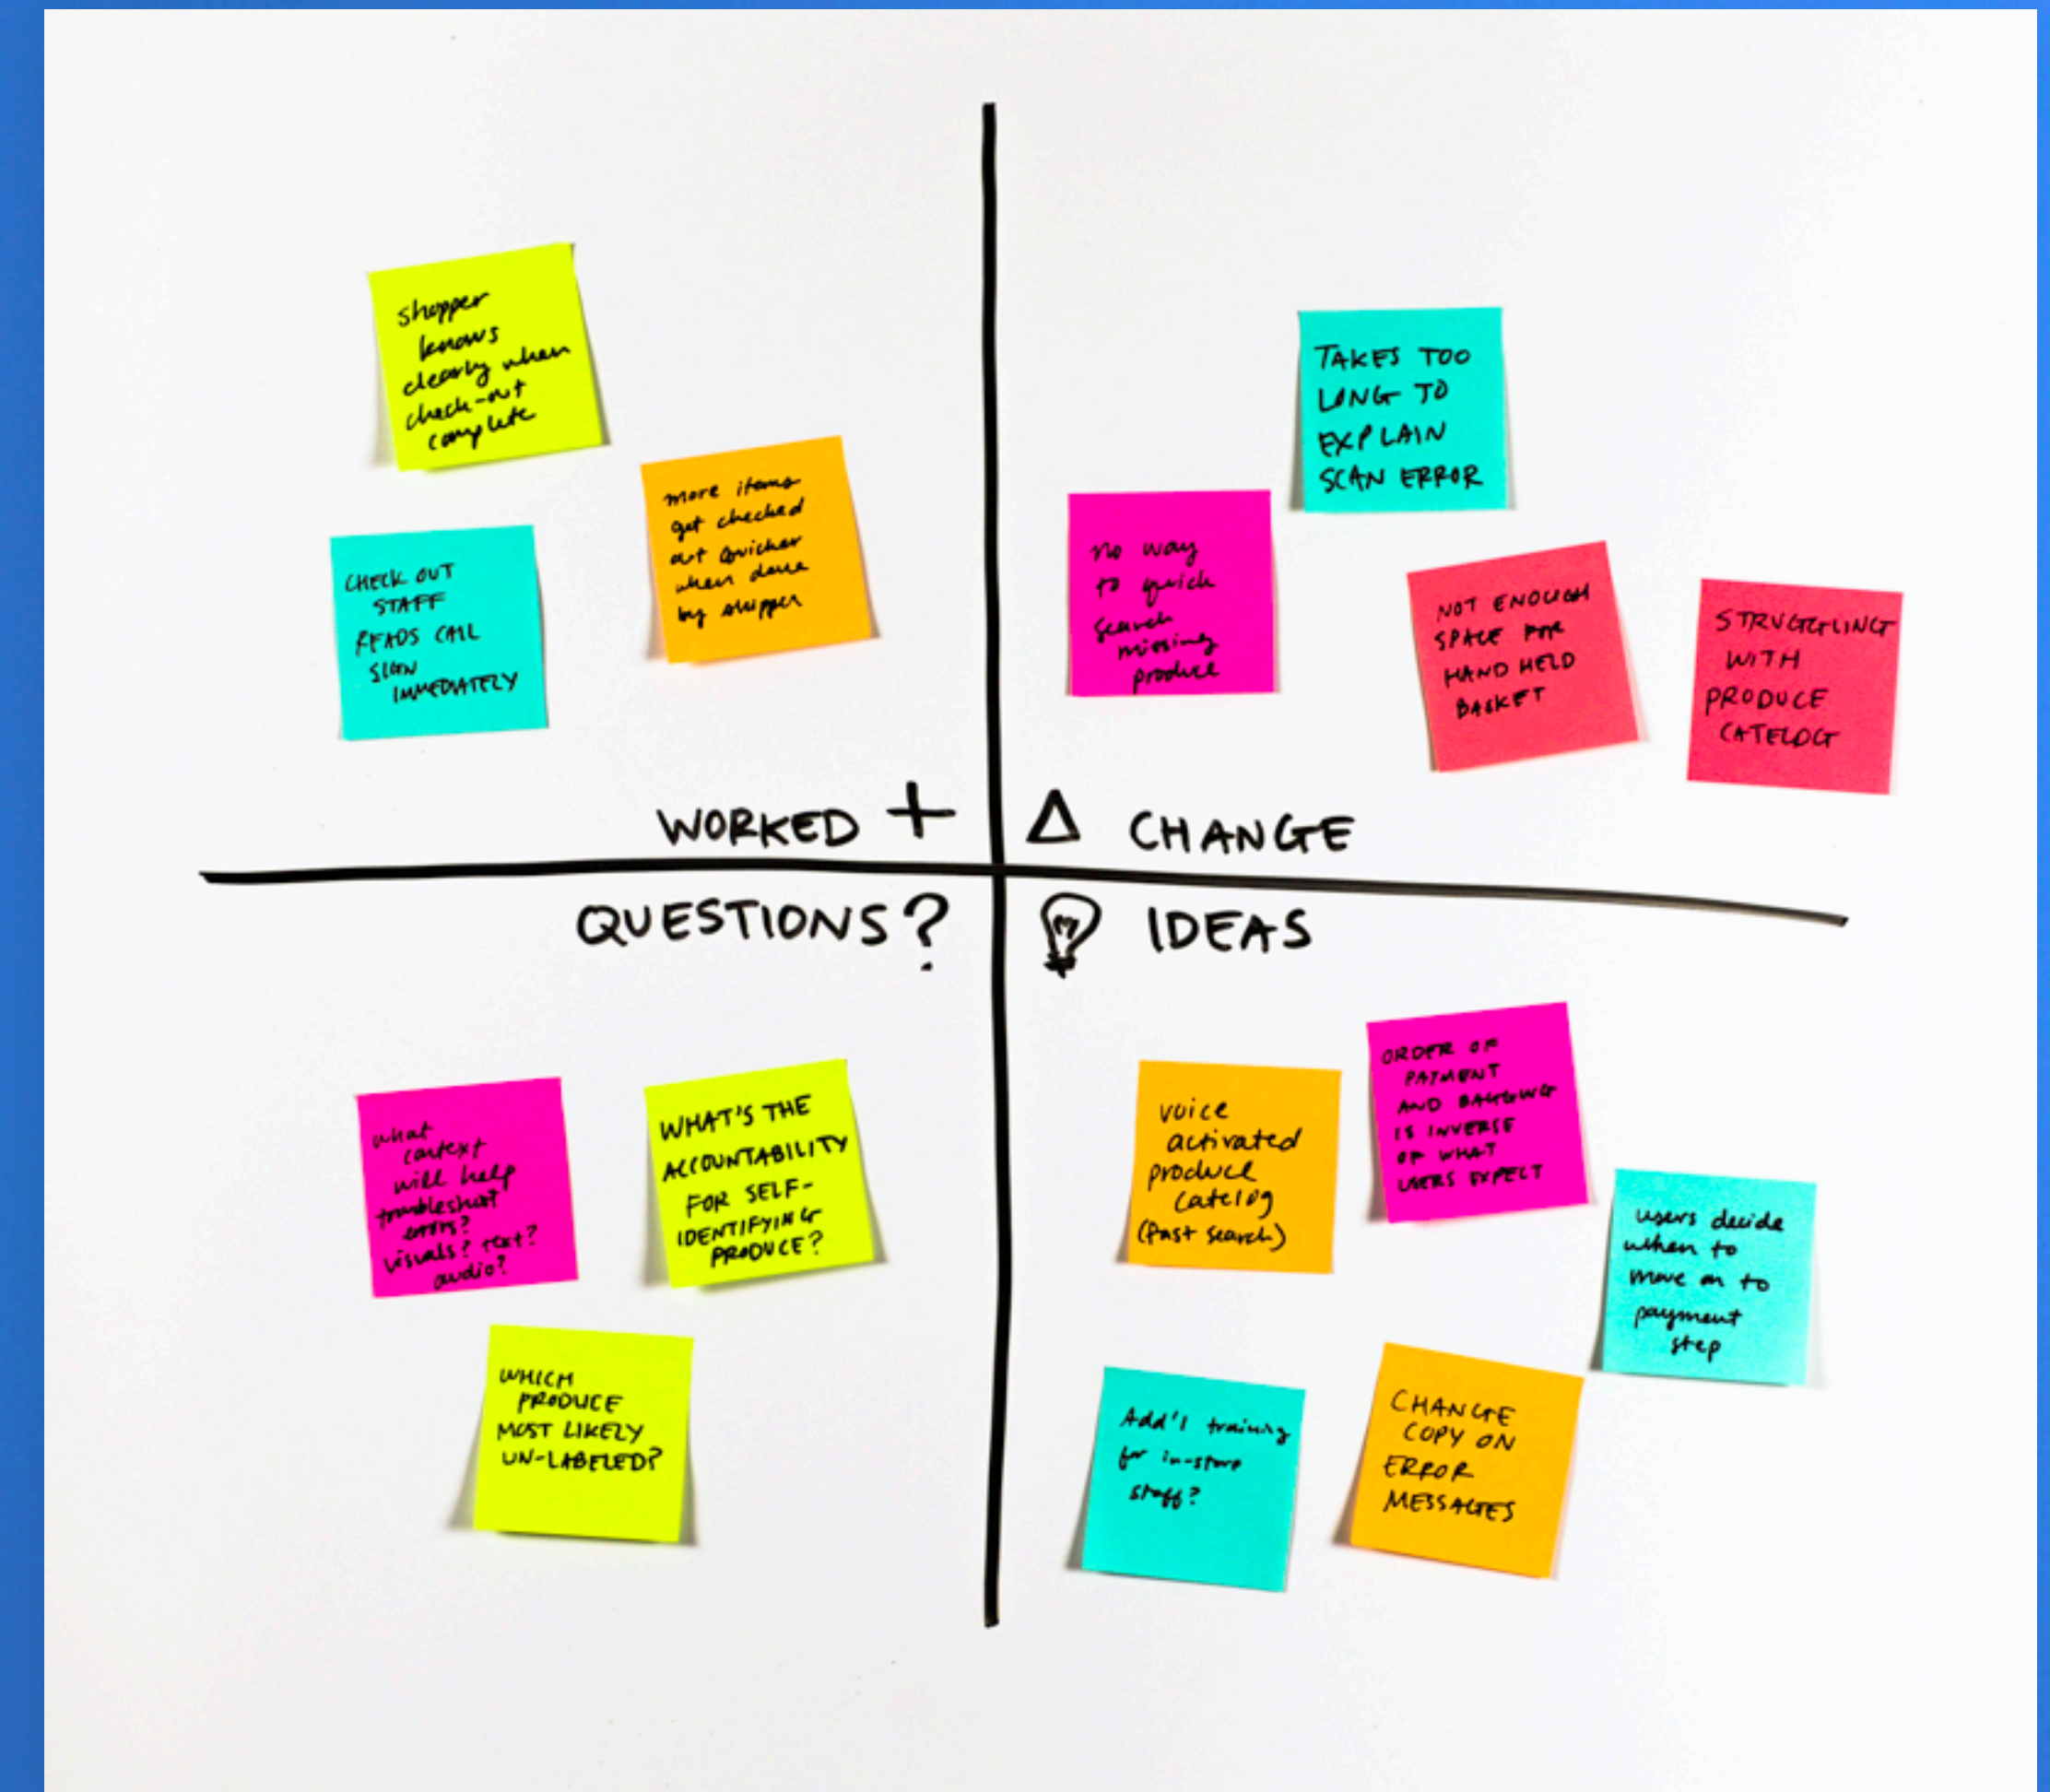 shopper
knows
clearly when
check-out
complete
CHECK OUT
STAFF
READS CALL
SIGN
IMMEDIATELY
more items
get checked
out quicker
when done
by shipper
WORKED +
TAKES TOO
LONG TO
EXPLAIN
SCAN ERROR
no way
to quick
search
missing
produce
NOT ENOUGH
SPACE FOR
HAND HELD
BASKET
STRUGGLING
WITH
PRODUCE
CATELOG
Δ CHANGE
QUESTIONS?
what
context
will help
troubleshoot
errors?
visuals? text?
audio?
WHAT'S THE
ACCOUNTABILITY
FOR SELF-
IDENTIFYING
PRODUCE?
WHICH
PRODUCE
MOST LIKELY
UN-LABELED?
IDEAS
voice
activated
produce
catelog
(fast search)
ORDER OF
PAYMENT
AND BAGGING
IS INVERSE
OF WHAT
USERS EXPECT
users decide
when to
move on to
payment
step
Add'l training
for in-store
staff?
CHANGE
COPY ON
ERROR
MESSAGES